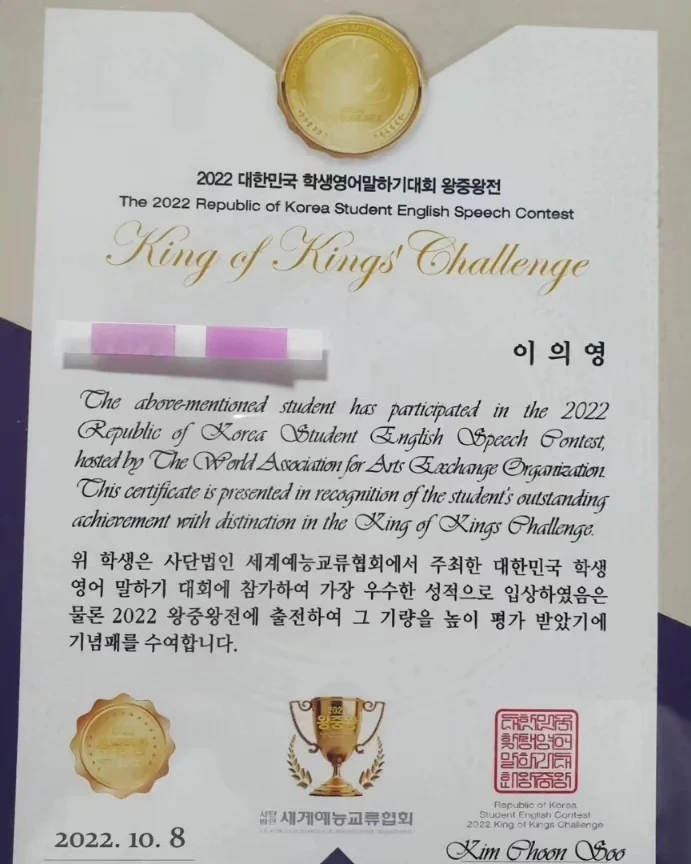 2022 대한민국 학생영어말하기대회 왕중왕전
The 2022 Republic of Korea Student English Speech Contest
King of Kings' Challenge
이 의 영
The above-mentioned student has participated in the 2022
Republic of Korea Student English Speech Contest,
hosted by The World Association for Arts Exchange Organization.
This certificate is presented in recognition of the student's outstanding
achievement with distinction in the King of Kings Challenge.
위 학생은 사단법인 세계예능교류협회에서 주최한 대한민국 학생
영어 말하기 대회에 참가하여 가장 우수한 성적으로 입상하였음은
물론 2022 왕중왕전에 출전하여 그 기량을 높이 평가 받았기에
기념패를 수여합니다.
2022
왕중왕
사단법인 세계예능교류협회
Republic of Korea
Student English Contest
2022 King of Kings Challenge
2022. 10. 8
Kim Choon Soo